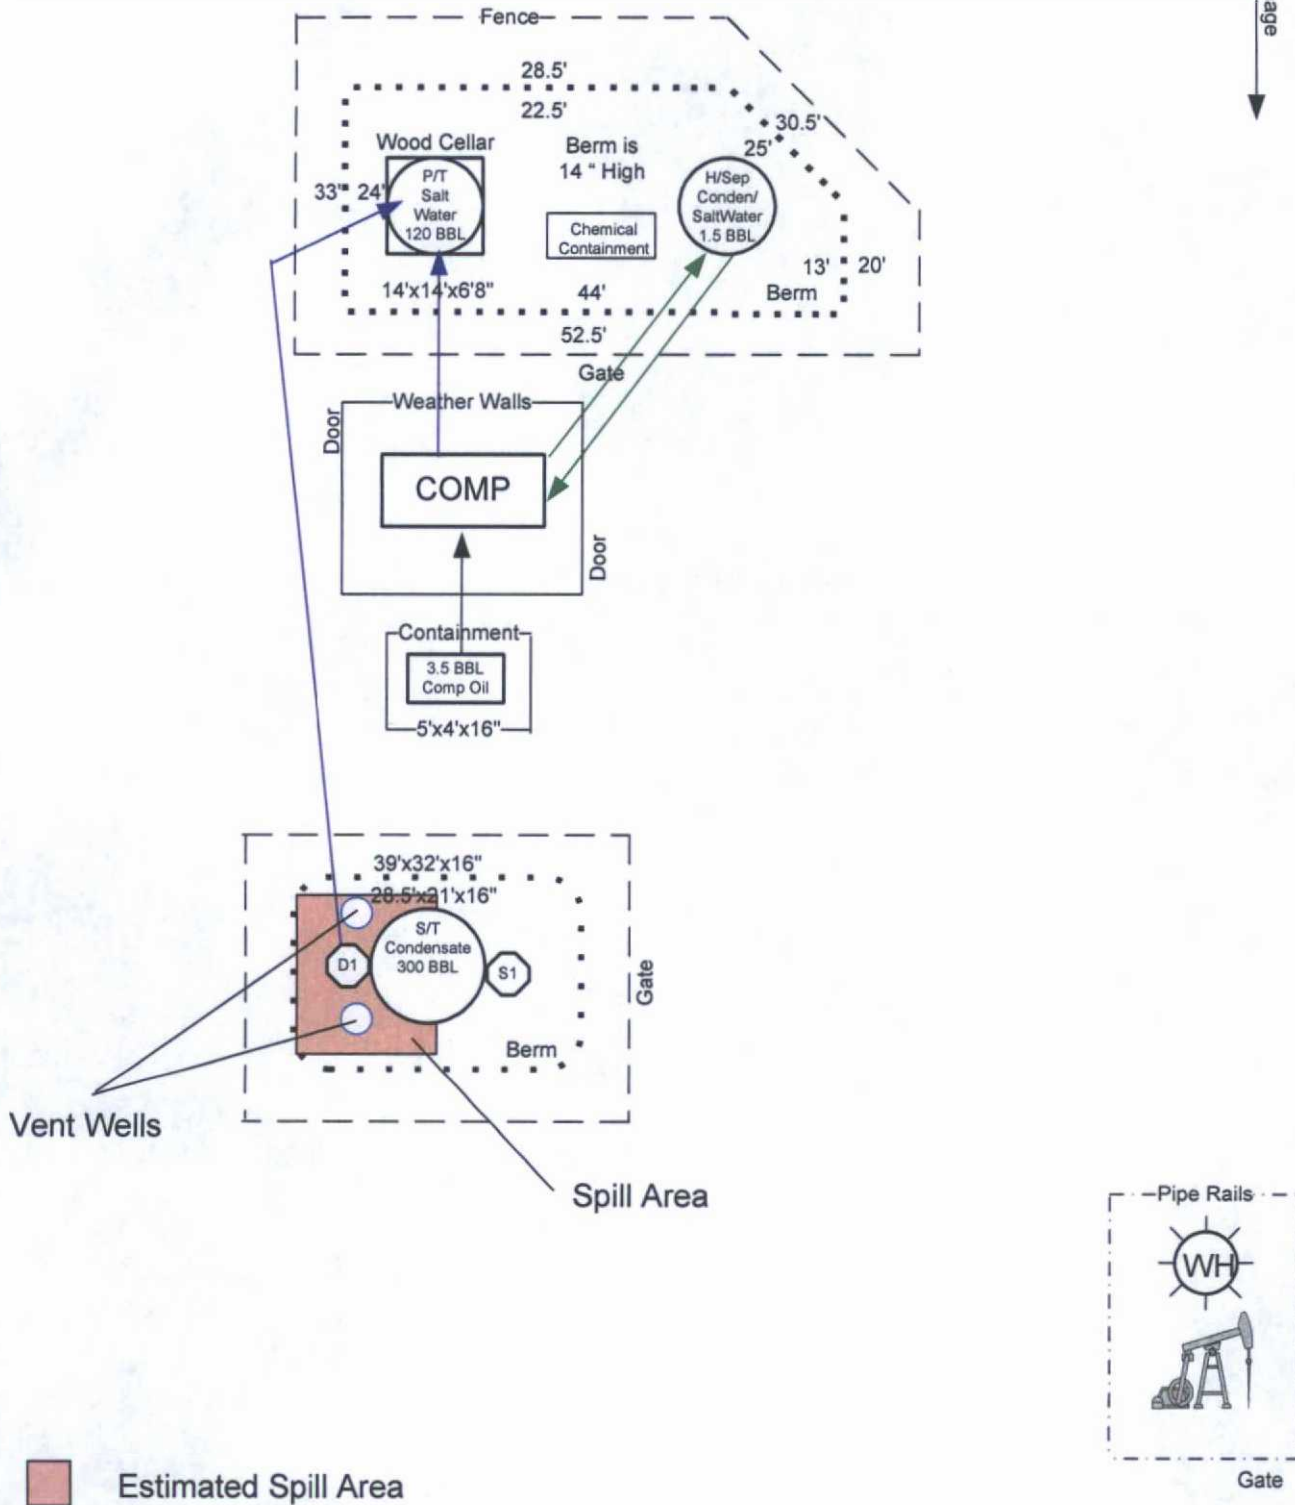 Fence
age
28.5'
22.5'
30.5'
25'
Wood Cellar
Berm is
14 " High
33'
24'
P/T
Salt
Water
120 BBL
H/Sep
Conden/
SaltWater
1.5 BBL
Chemical
Containment
14'x14'x6'8"
44'
13'
20'
Berm
52.5'
Gate
Weather Walls
Door
COMP
Door
Containment
3.5 BBL
Comp Oil
5'x4'x16"
39'x32'x16"
28.5'x21'x16"
S/T
Condensate
300 BBL
D1
S1
Gate
Berm
Vent Wells
Spill Area
Pipe Rails
WH
Gate
Estimated Spill Area